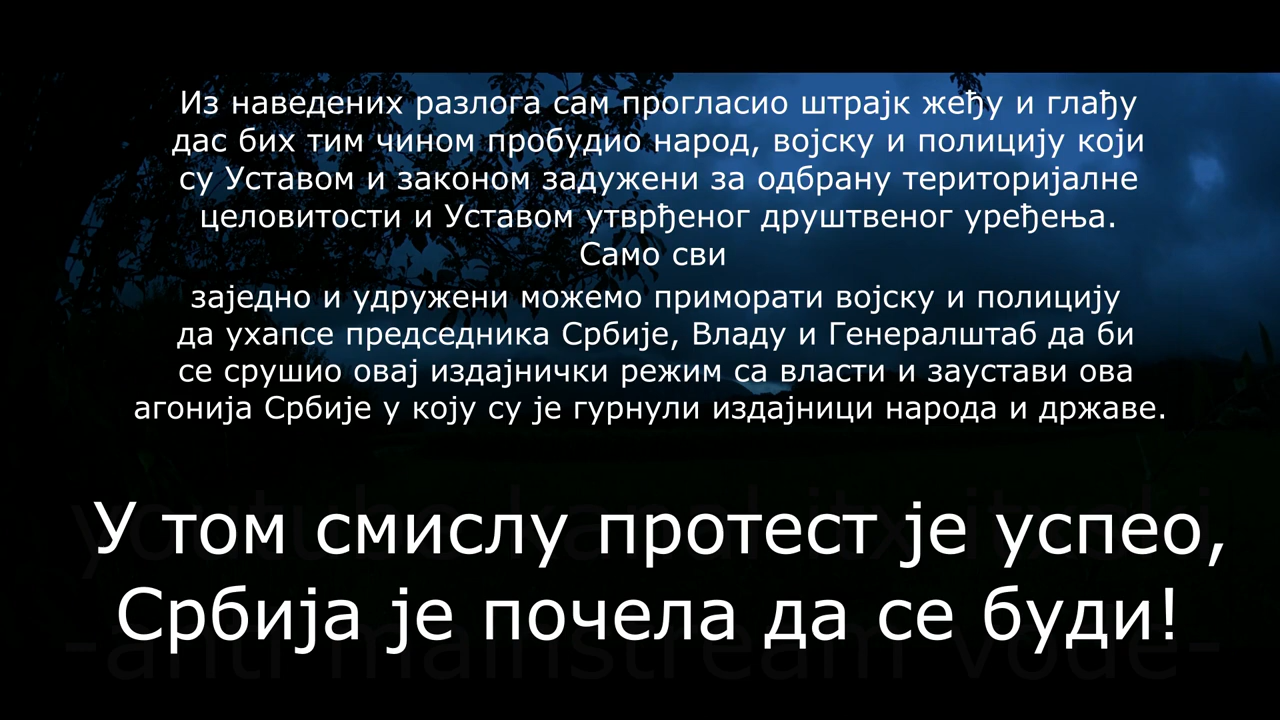 Из наведених разлога сам прогласио штрајк жеђу и глађу
дас бих тим чином пробудио народ, војску и полицију који
су Уставом и законом задужени за одбрану територијалне
целовитости и Уставом утврђеног друштвеног уређења.
Само сви
заједно и удружени можемо приморати војску и полицију
да ухапсе председника Србије, Владу и Генералштаб да би
се срушио овај издајнички режим са власти и заустави ова
агонија Србије у коју су је гурнули издајници народа и државе.
У том смислу протест је успео,
Србија је почела да се буди!
-anti mainstream vode-